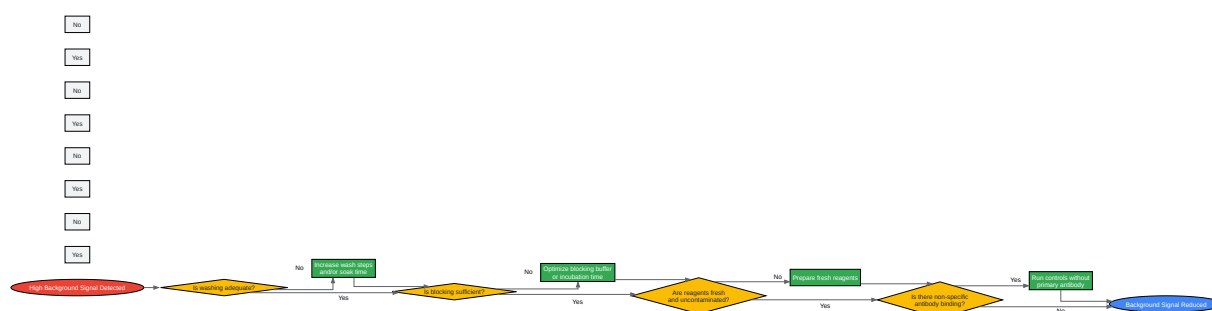 No
Yes
No
Yes
No
Yes
No
Yes
High Background Signal Detected
Is washing adequate?
No
Increase wash steps
and/or soak time
Yes
Is blocking sufficient?
No
Optimize blocking buffer
or incubation time
Yes
Are reagents fresh
and uncontaminated?
No
Prepare fresh reagents
Yes
Is there non-specific
antibody binding?
Yes
Run controls without
primary antibody
No
Background Signal Reduced